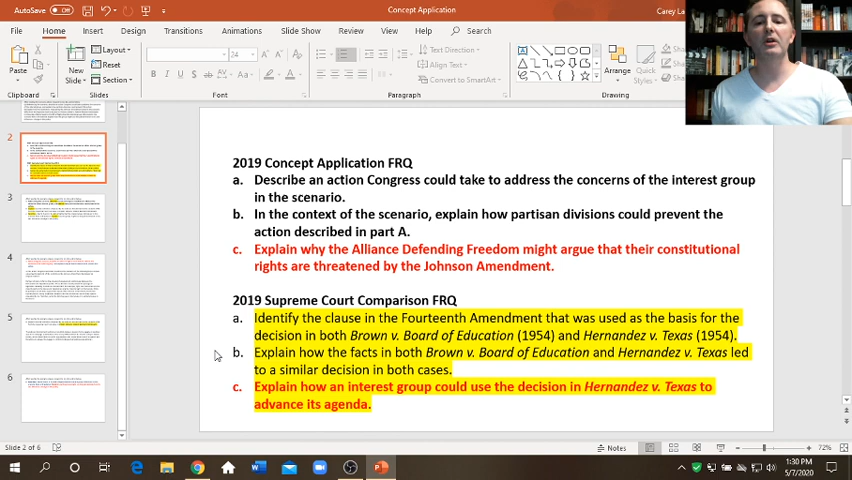 AutoSave Off Concept Application Carey La
File Home Insert Design Transitions Animations Slide Show Review View Help Search
Paste New Slide Layout Reset Section 24 Text Direction Align Text Convert to SmartArt Arrange Quick Styles
Clipboard Slides Font Paragraph Drawing
2
3
4
5
6
2019 Concept Application FRQ
a. Describe an action Congress could take to address the concerns of the interest group
in the scenario.
b. In the context of the scenario, explain how partisan divisions could prevent the
action described in part A.
c. Explain why the Alliance Defending Freedom might argue that their constitutional
rights are threatened by the Johnson Amendment.
2019 Supreme Court Comparison FRQ
a. Identify the clause in the Fourteenth Amendment that was used as the basis for the
decision in both Brown v. Board of Education (1954) and Hernandez v. Texas (1954).
b. Explain how the facts in both Brown v. Board of Education and Hernandez v. Texas led
to a similar decision in both cases.
c. Explain how an interest group could use the decision in Hernandez v. Texas to
advance its agenda.
Slide 2 of 6 Notes 72%
1:30 PM
5/7/2020